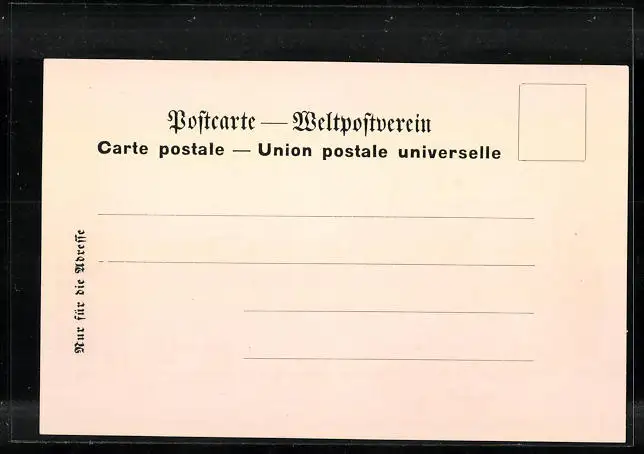 Postcarte — Weltpostverein
Carte postale — Union postale universelle
Nur für die Adresse